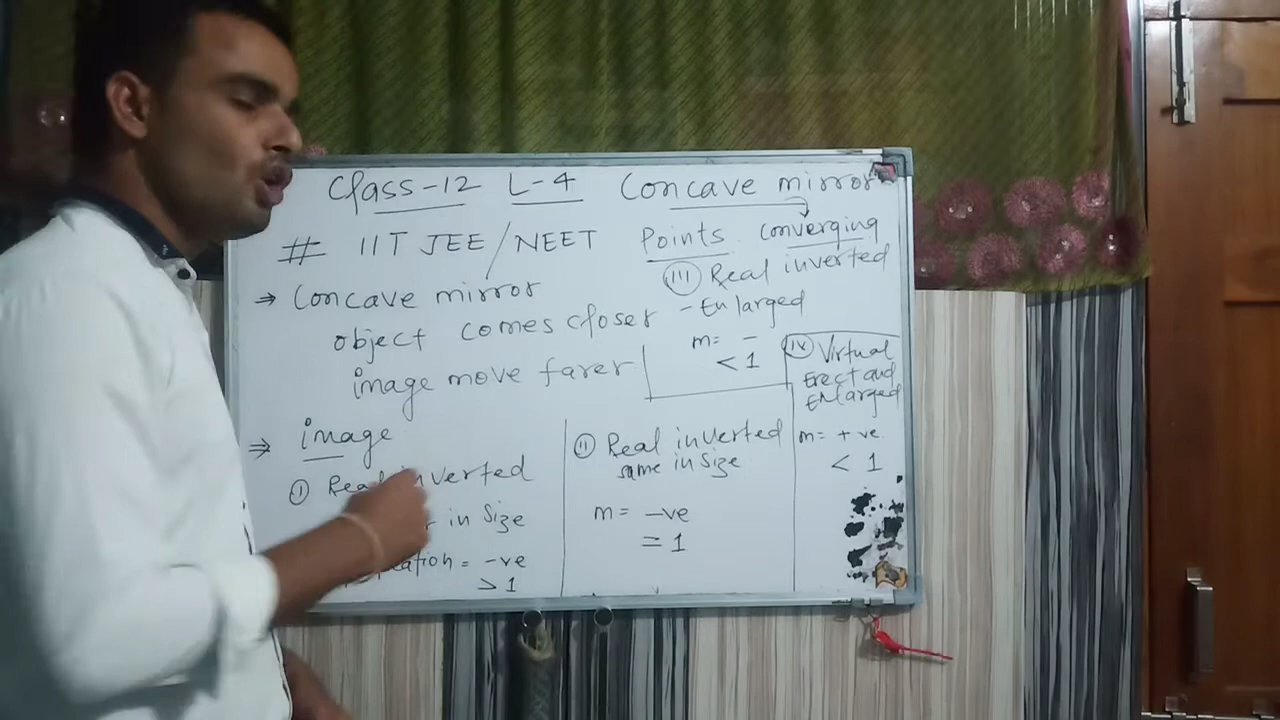 Class-12 L-4 Concave mirror
# IIT JEE/NEET Points converging
⇒ Concave mirror
object comes closer
image move farer
(III) Real inverted
- Enlarged
m= -
< 1
(IV) Virtual
Erect and
Enlarged
m= +ve.
< 1
⇒ image
(I) Real inverted
in Size
= -ve
> 1
(II) Real inverted
same in size
m= -ve
= 1